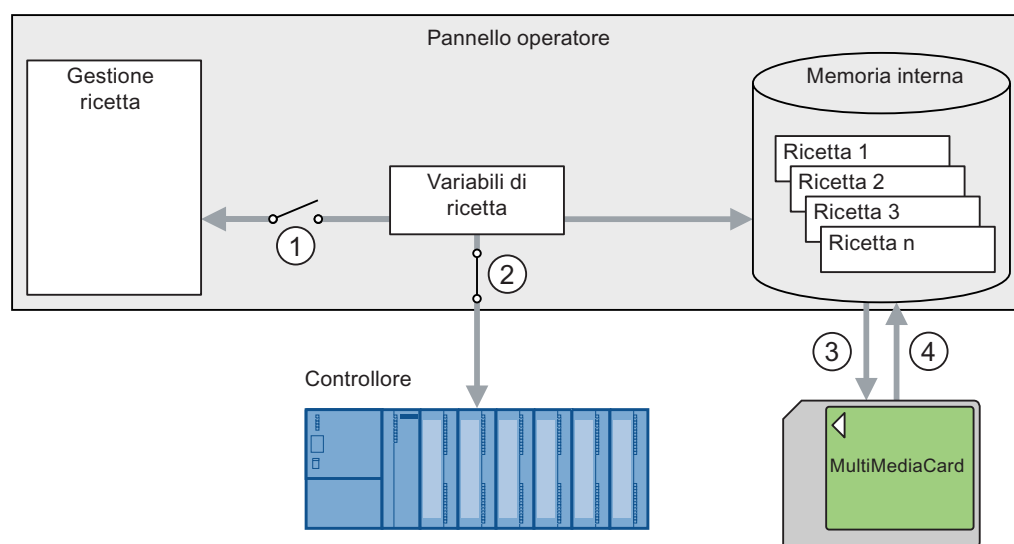 Pannello operatore
Gestione
ricetta
Memoria interna
Ricetta 1
Ricetta 2
Ricetta 3
Ricetta n
Variabili di
ricetta
1
2
3
4
Controllore
MultiMediaCard